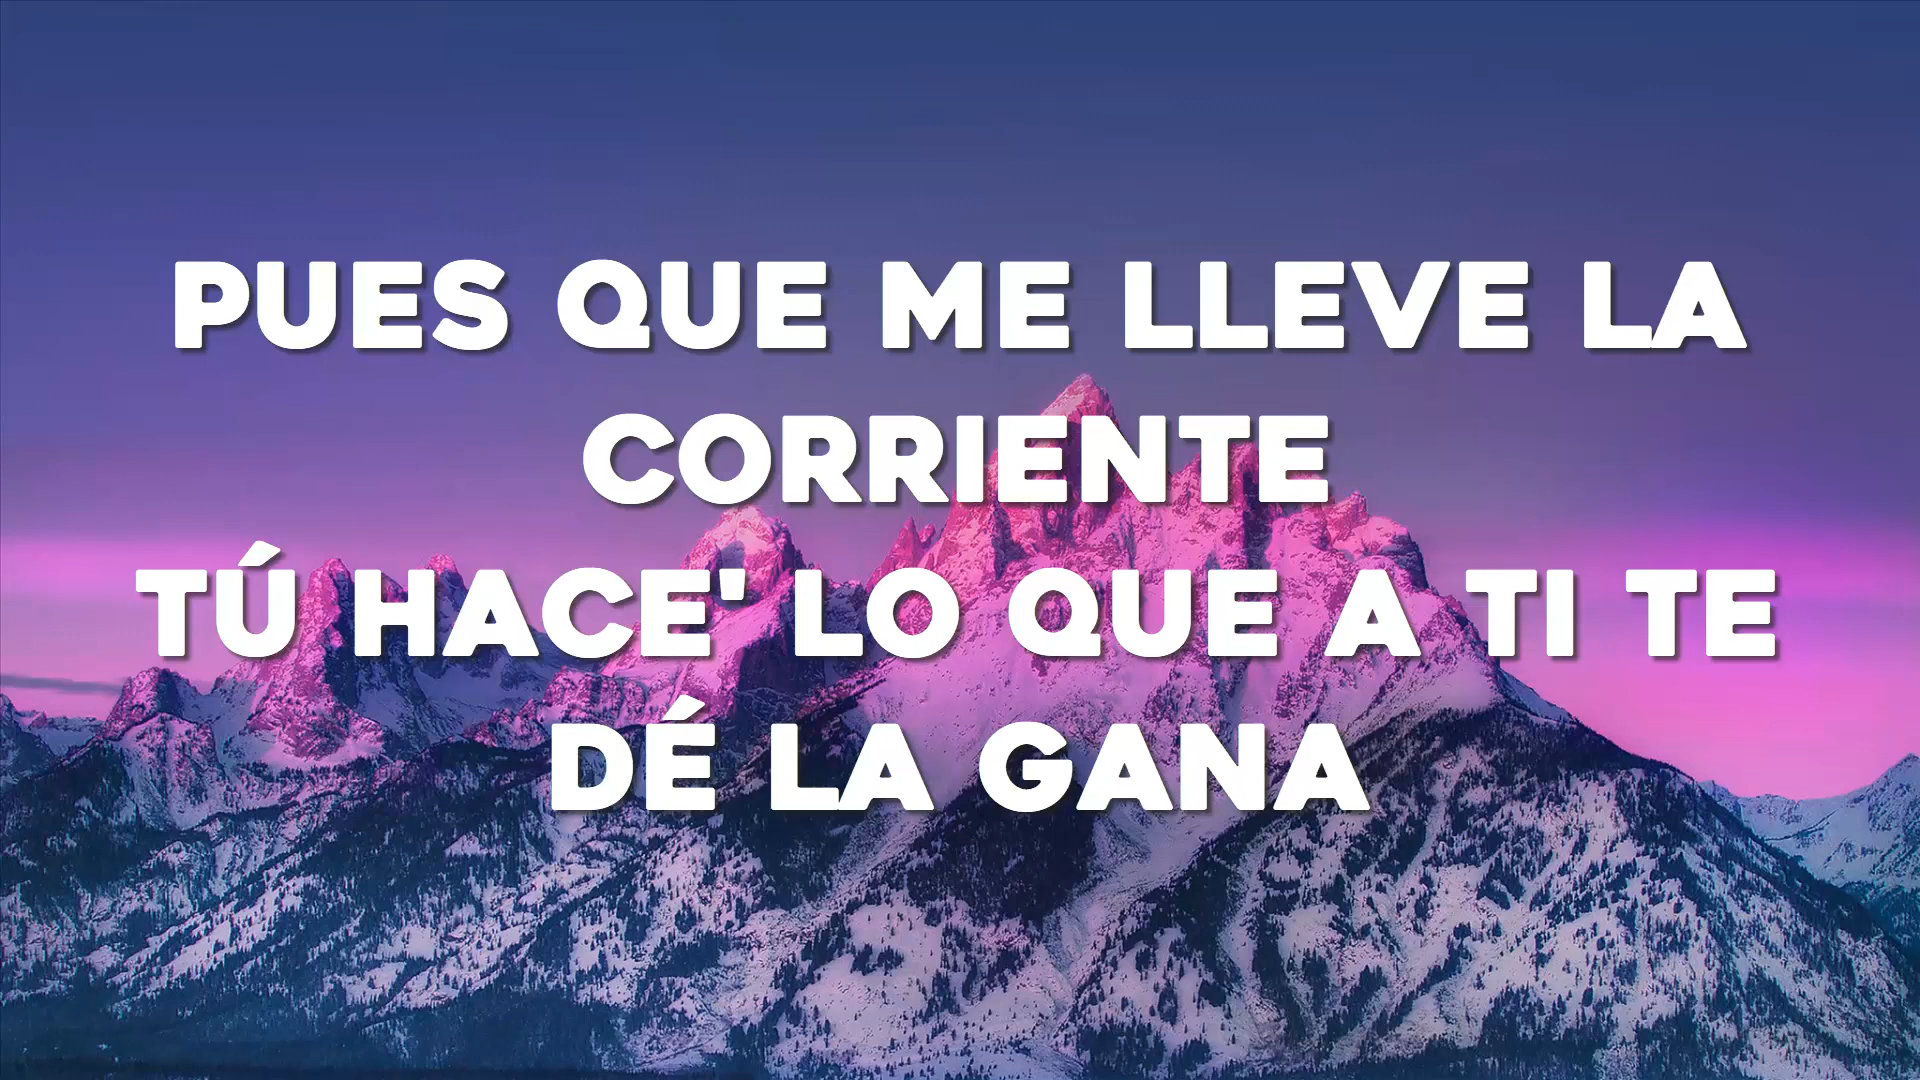 PUES QUE ME LLEVE LA
CORRIENTE
TÚ HACE' LO QUE A TI TE
DÉ LA GANA